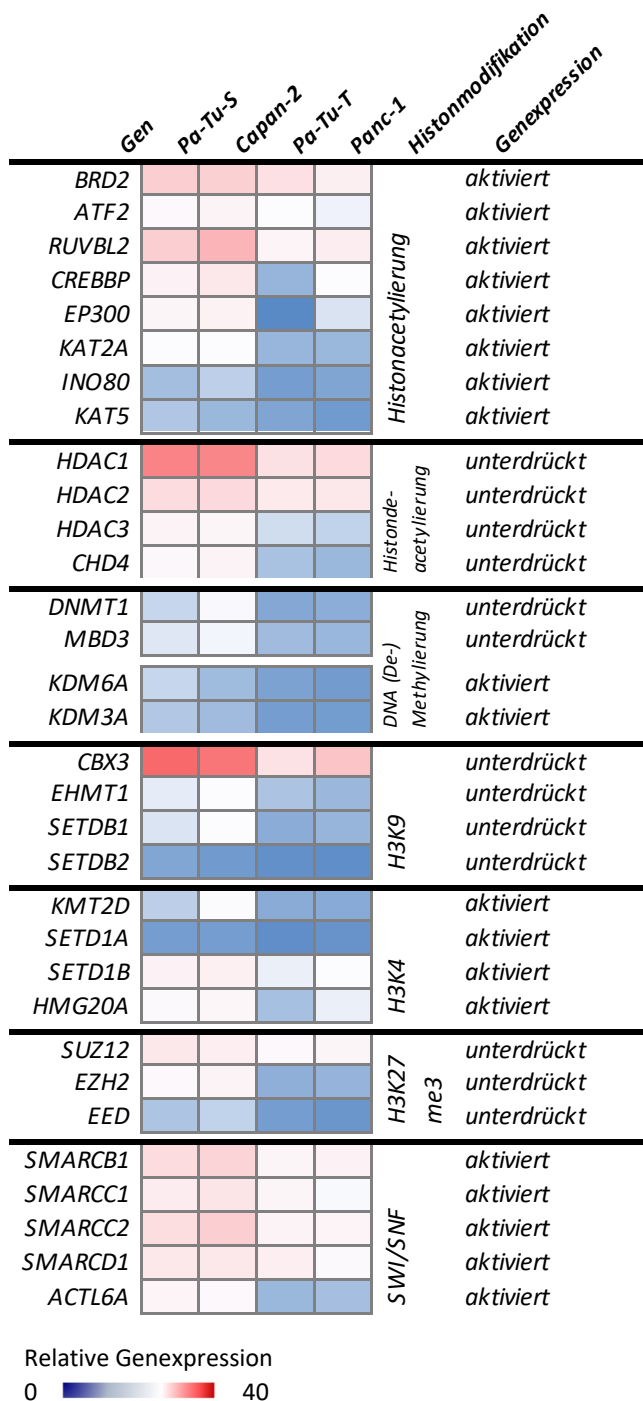 Gen Pa-Tu-S Capan-2 Pa-Tu-T Panc-1 Histonmodifikation Genexpression
BRD2 aktiviert
ATF2 aktiviert
RUVBL2 aktiviert
CREBBP aktiviert
EP300 aktiviert
KAT2A aktiviert
INO80 aktiviert
KAT5 aktiviert
Histonacetylierung
HDAC1 unterdrückt
HDAC2 unterdrückt
HDAC3 unterdrückt
CHD4 unterdrückt
Histonde-
acetylierung
DNMT1 unterdrückt
MBD3 unterdrückt
KDM6A aktiviert
KDM3A aktiviert
DNA (De-)
Methylierung
CBX3 unterdrückt
EHMT1 unterdrückt
SETDB1 unterdrückt
SETDB2 unterdrückt
H3K9
KMT2D aktiviert
SETD1A aktiviert
SETD1B aktiviert
HMG20A aktiviert
H3K4
SUZ12 unterdrückt
EZH2 unterdrückt
EED unterdrückt
H3K27
me3
SMARCB1 aktiviert
SMARCC1 aktiviert
SMARCC2 aktiviert
SMARCD1 aktiviert
ACTL6A aktiviert
SWI/SNF
Relative Genexpression
0 40